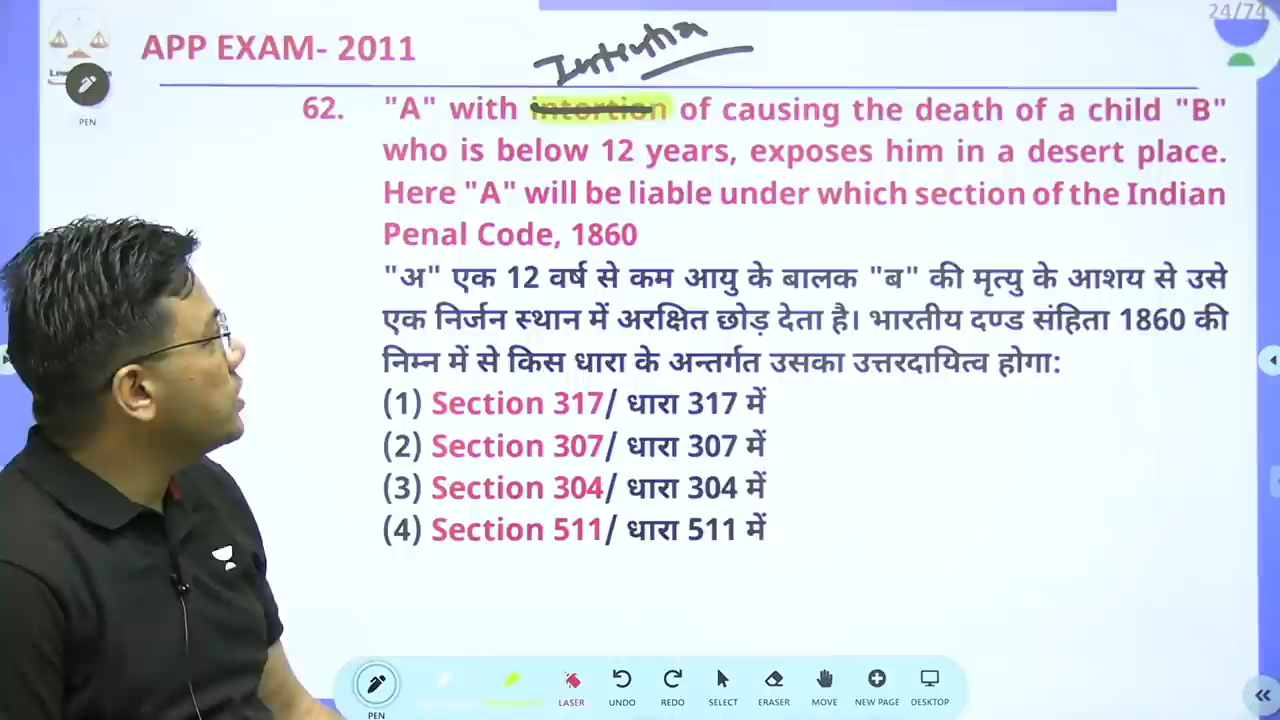 24/74
APP EXAM- 2011
Intention
PEN
62. "A" with intortion of causing the death of a child "B"
who is below 12 years, exposes him in a desert place.
Here "A" will be liable under which section of the Indian
Penal Code, 1860
"अ" एक 12 वर्ष से कम आयु के बालक "ब" की मृत्यु के आशय से उसे
एक निर्जन स्थान में अरक्षित छोड़ देता है। भारतीय दण्ड संहिता 1860 की
निम्न में से किस धारा के अन्तर्गत उसका उत्तरदायित्व होगा:
(1) Section 317/ धारा 317 में
(2) Section 307/ धारा 307 में
(3) Section 304/ धारा 304 में
(4) Section 511/ धारा 511 में
PEN LASER UNDO REDO SELECT ERASER MOVE NEW PAGE DESKTOP